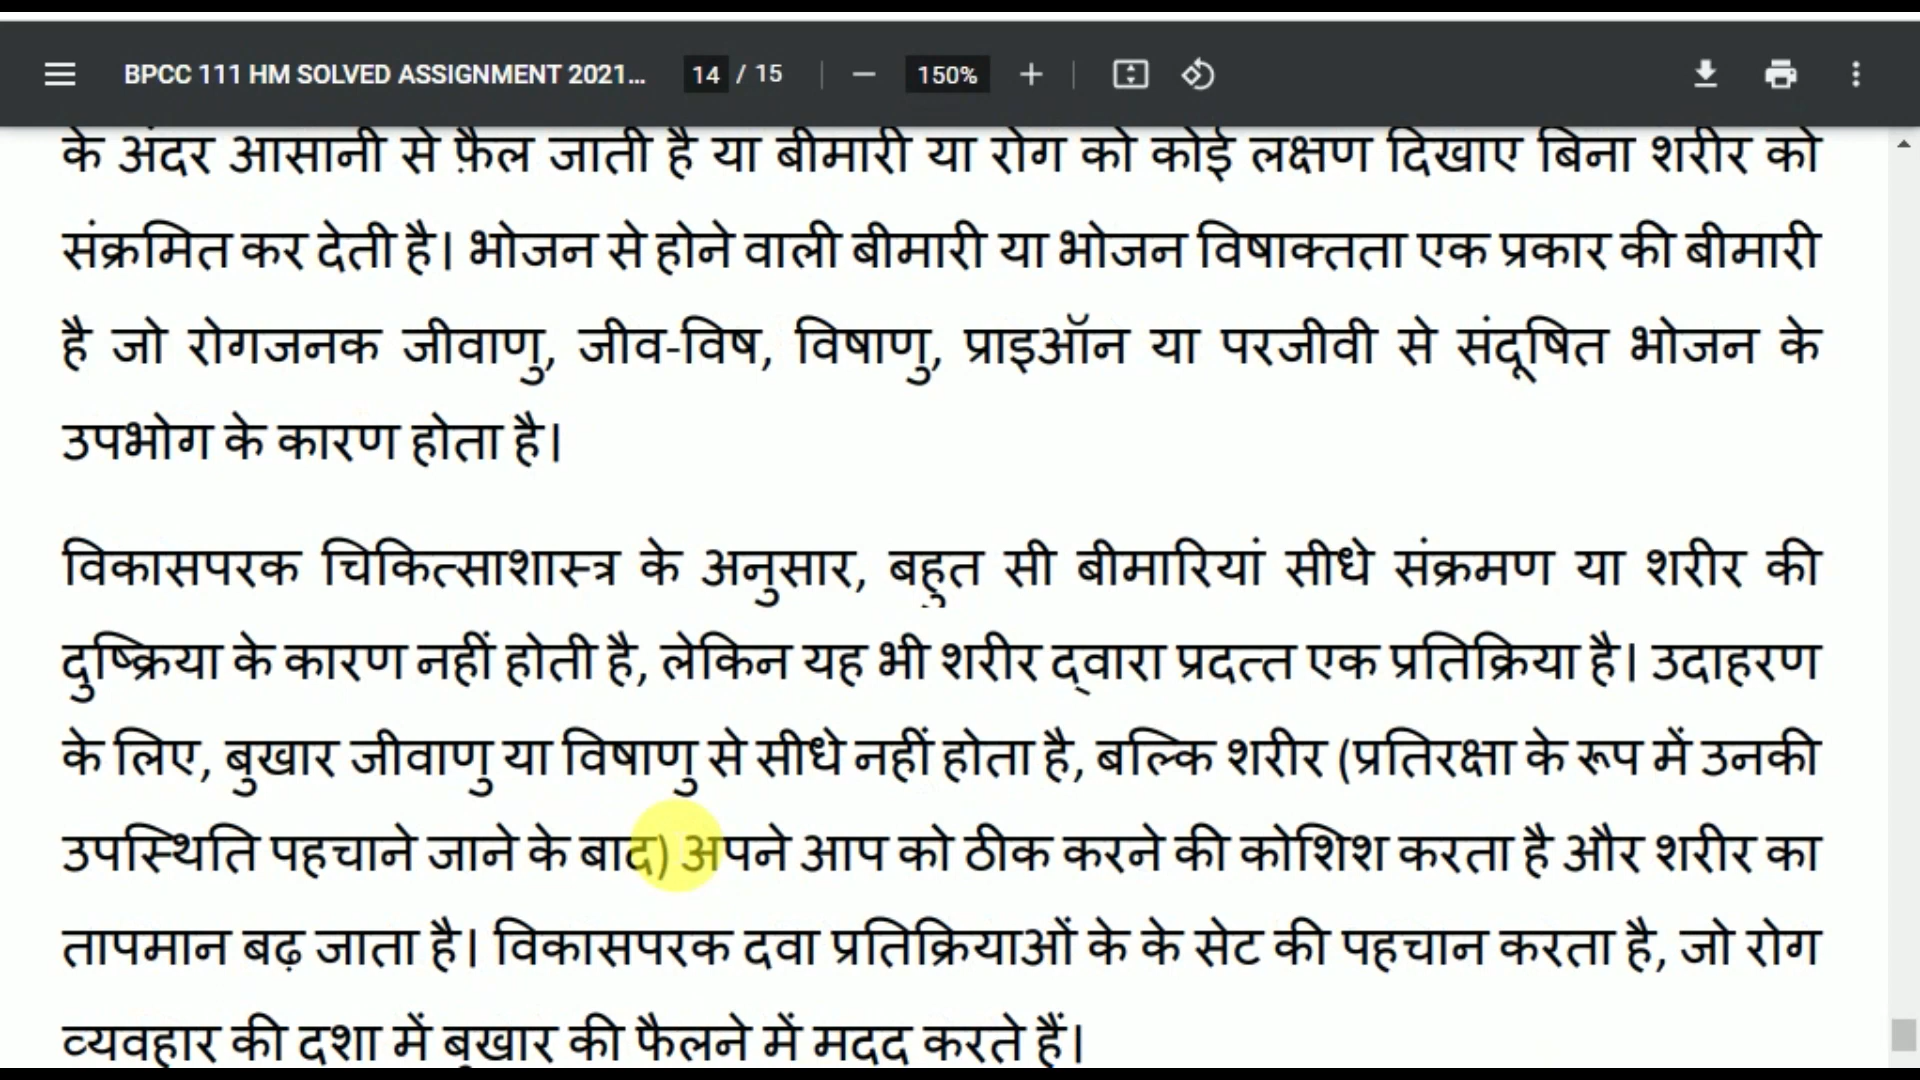 BPCC 111 HM SOLVED ASSIGNMENT 2021... 14 / 15 150%
के अंदर आसानी से फ़ैल जाती है या बीमारी या रोग को कोई लक्षण दिखाए बिना शरीर को
संक्रमित कर देती है। भोजन से होने वाली बीमारी या भोजन विषाक्तता एक प्रकार की बीमारी
है जो रोगजनक जीवाणु, जीव-विष, विषाणु, प्राइऑन या परजीवी से संदूषित भोजन के
उपभोग के कारण होता है।
विकासपरक चिकित्साशास्त्र के अनुसार, बहुत सी बीमारियां सीधे संक्रमण या शरीर की
दुष्क्रिया के कारण नहीं होती है, लेकिन यह भी शरीर द्वारा प्रदत्त एक प्रतिक्रिया है। उदाहरण
के लिए, बुखार जीवाणु या विषाणु से सीधे नहीं होता है, बल्कि शरीर (प्रतिरक्षा के रूप में उनकी
उपस्थिति पहचाने जाने के बाद) अपने आप को ठीक करने की कोशिश करता है और शरीर का
तापमान बढ़ जाता है। विकासपरक दवा प्रतिक्रियाओं के के सेट की पहचान करता है, जो रोग
व्यवहार की दशा में बुखार की फैलने में मदद करते हैं।